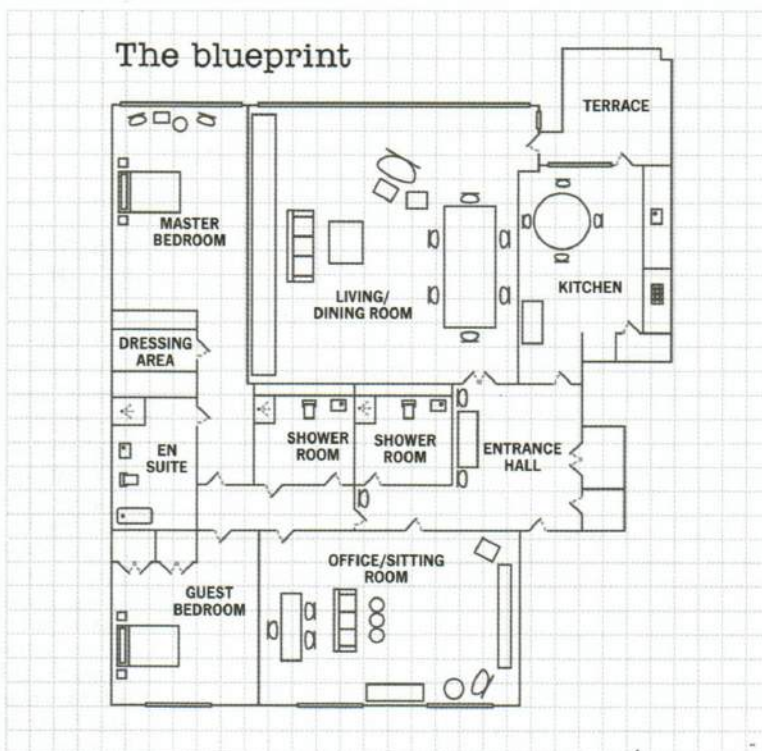 The blueprint
TERRACE
MASTER
BEDROOM
KITCHEN
LIVING/
DINING ROOM
DRESSING
AREA
EN
SUITE
SHOWER
ROOM
SHOWER
ROOM
ENTRANCE
HALL
OFFICE/SITTING
ROOM
GUEST
BEDROOM